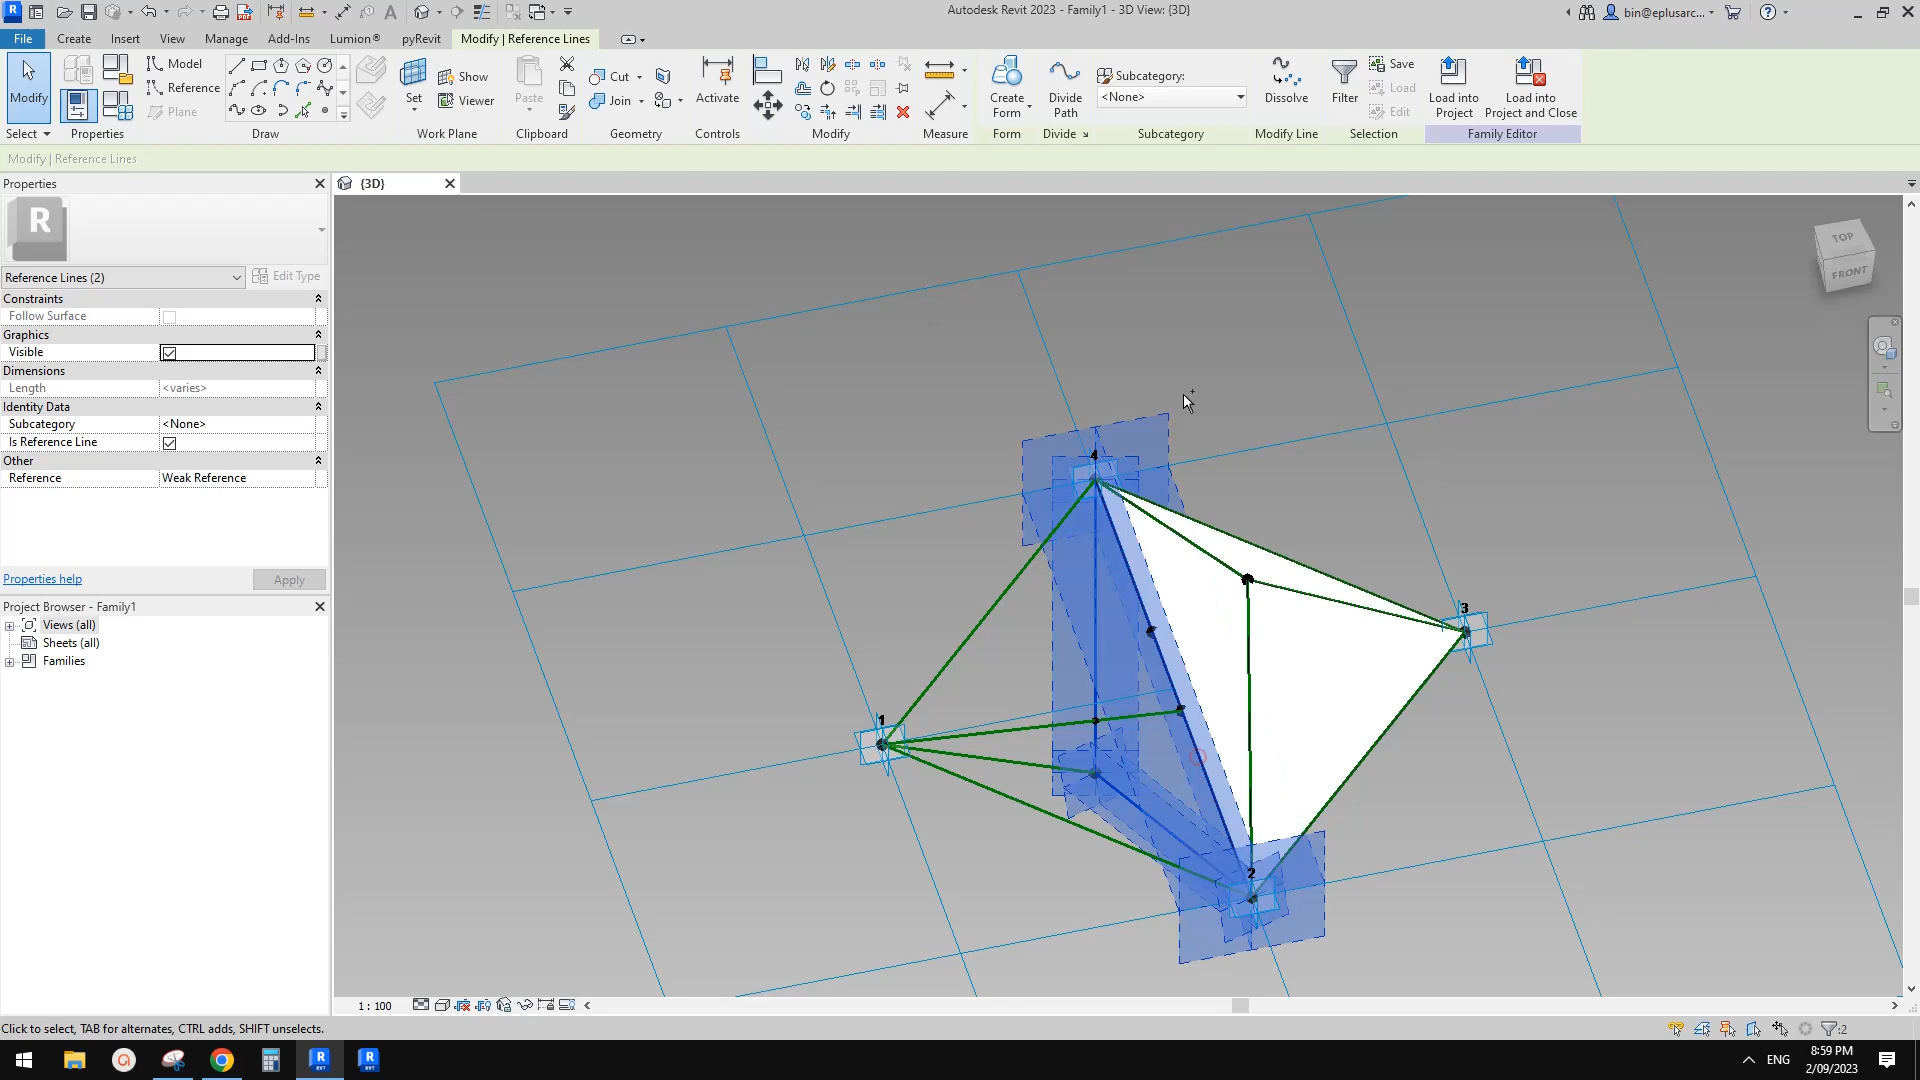 Autodesk Revit 2023 - Family1 - 3D View: {3D}
bin@eplusarc...
File
Create
Insert
View
Manage
Add-Ins
Lumion®
pyRevit
Modify | Reference Lines
Modify
Select
Properties
Model
Reference
Plane
Draw
Set
Show
Viewer
Work Plane
Paste
Clipboard
Cut
Join
Geometry
Activate
Controls
Modify
Measure
Create
Form
Form
Divide
Path
Divide
Subcategory:
<None>
Subcategory
Dissolve
Modify Line
Filter
Save
Load
Edit
Selection
Load into
Project
Load into
Project and Close
Family Editor
Modify | Reference Lines
Properties
R
Reference Lines (2)
Edit Type
Constraints
Follow Surface
Graphics
Visible
Dimensions
Length <varies>
Identity Data
Subcategory <None>
Is Reference Line
Other
Reference Weak Reference
Properties help
Apply
Project Browser - Family1
Views (all)
Sheets (all)
Families
{3D}
TOP
FRONT
4
3
1
2
1 : 100
Click to select, TAB for alternates, CTRL adds, SHIFT unselects.
:2
ENG
8:59 PM
2/09/2023